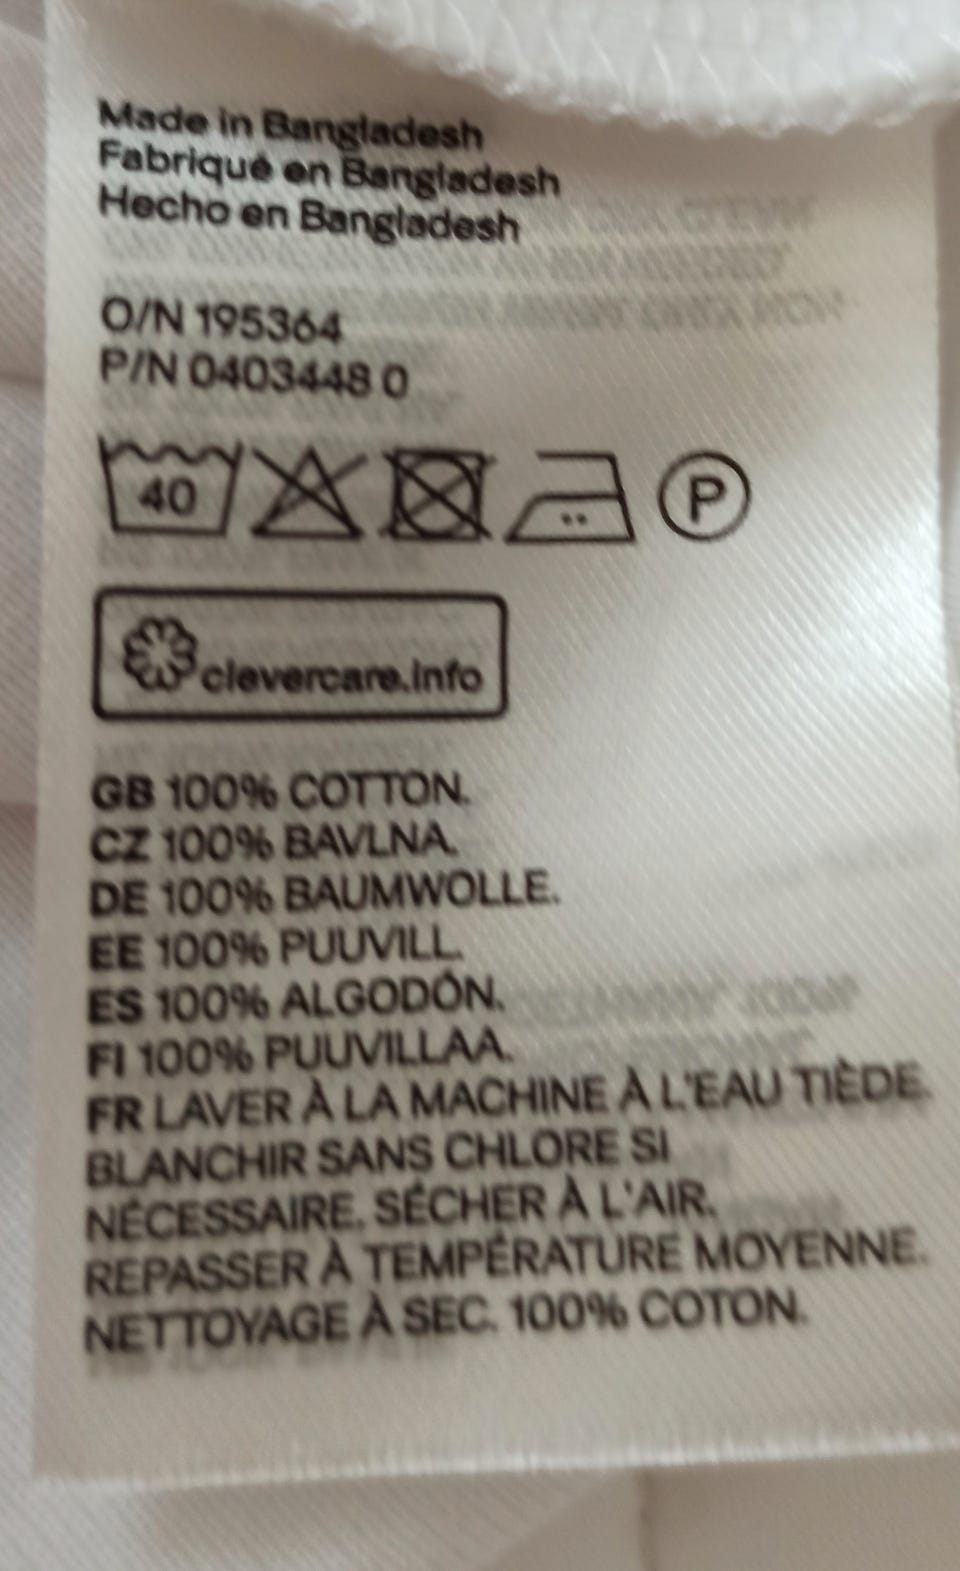 Made in Bangladesh
Fabriqué en Bangladesh
Hecho en Bangladesh
O/N 195364
P/N 0403448 0
40
P
clevercare.info
GB 100% COTTON.
CZ 100% BAVLNA.
DE 100% BAUMWOLLE.
EE 100% PUUVILL.
ES 100% ALGODÓN.
FI 100% PUUVILLAA.
FR LAVER À LA MACHINE À L'EAU TIÈDE.
BLANCHIR SANS CHLORE SI
NÉCESSAIRE. SÉCHER À L'AIR.
REPASSER À TEMPÉRATURE MOYENNE.
NETTOYAGE À SEC. 100% COTON.